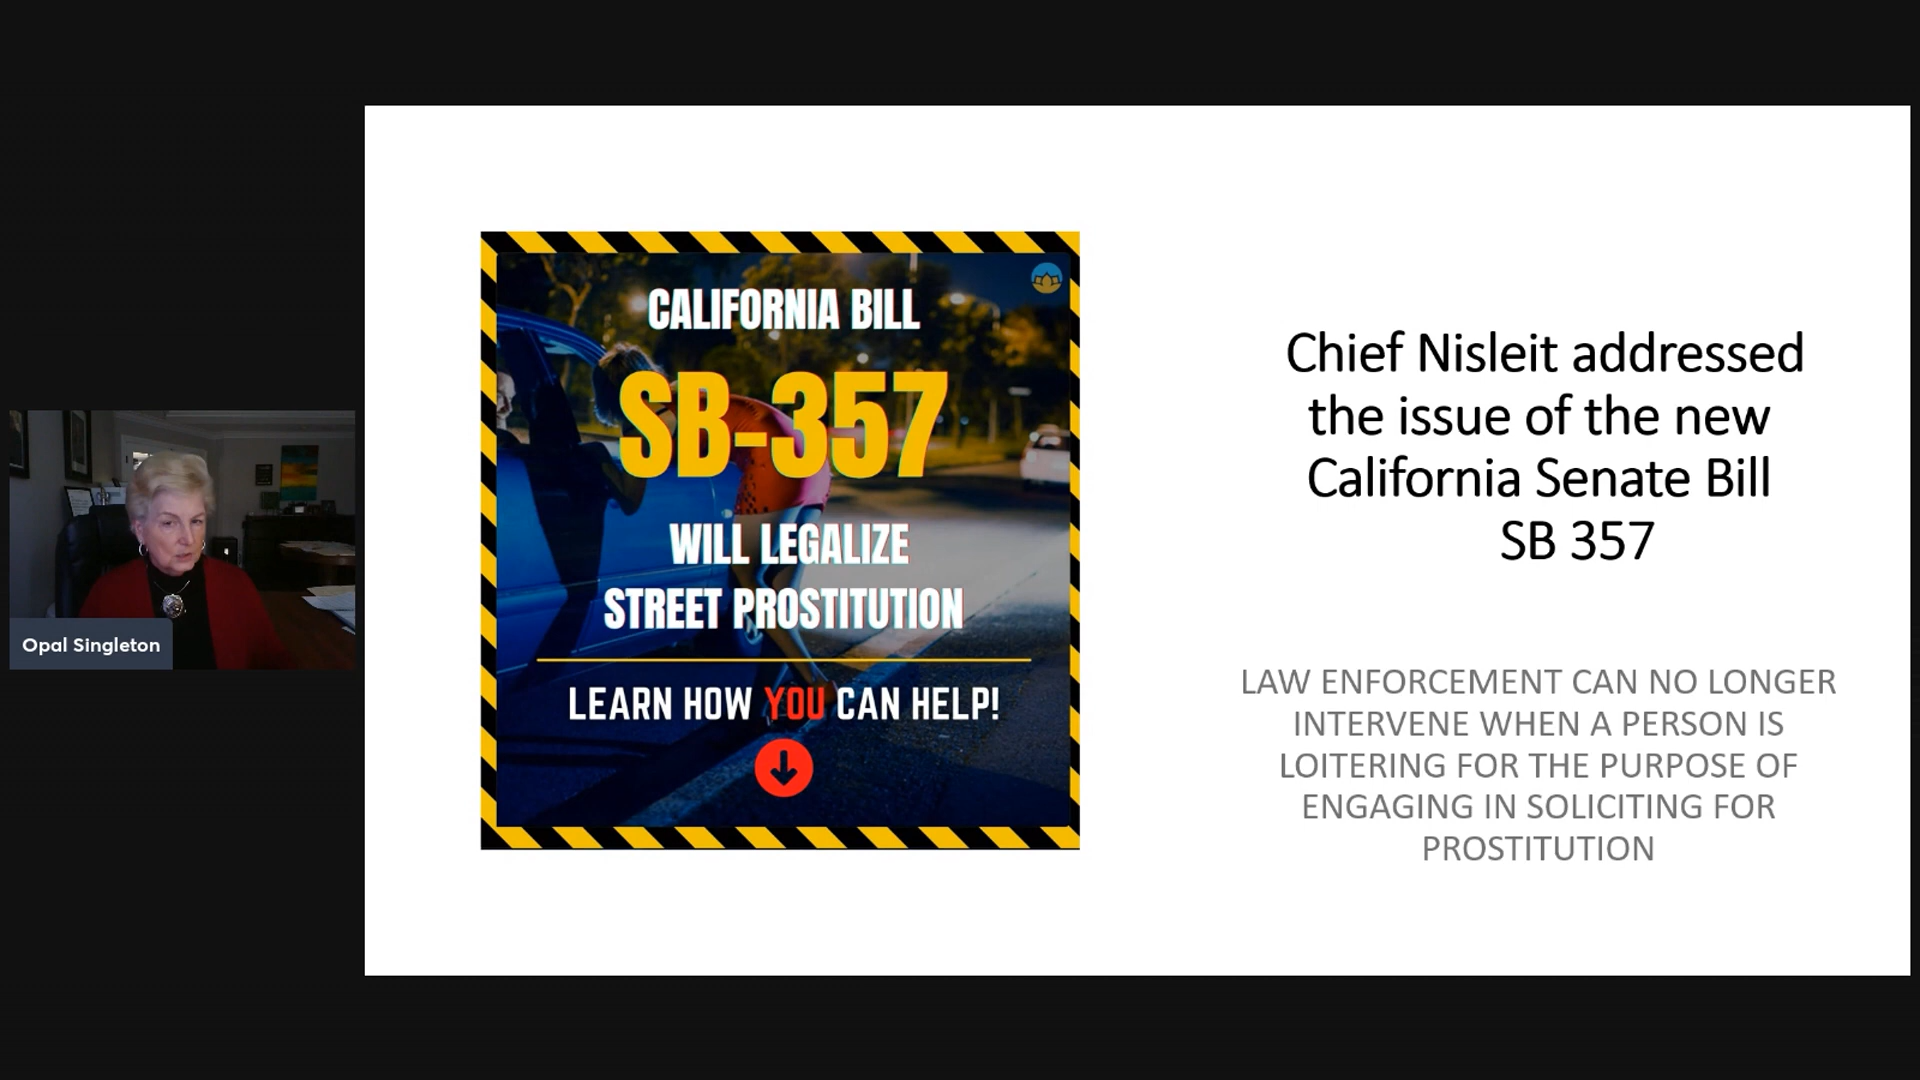 CALIFORNIA BILL
SB-357
WILL LEGALIZE
STREET PROSTITUTION
LEARN HOW YOU CAN HELP!
Chief Nisleit addressed
the issue of the new
California Senate Bill
SB 357
LAW ENFORCEMENT CAN NO LONGER
INTERVENE WHEN A PERSON IS
LOITERING FOR THE PURPOSE OF
ENGAGING IN SOLICITING FOR
PROSTITUTION
Opal Singleton